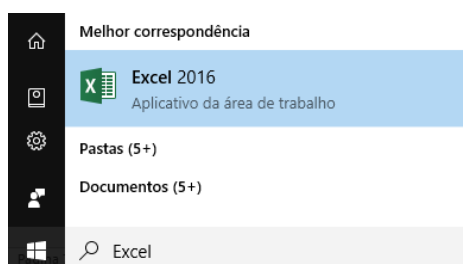 Melhor correspondência
Excel 2016
Aplicativo da área de trabalho
Pastas (5+)
Documentos (5+)
Excel